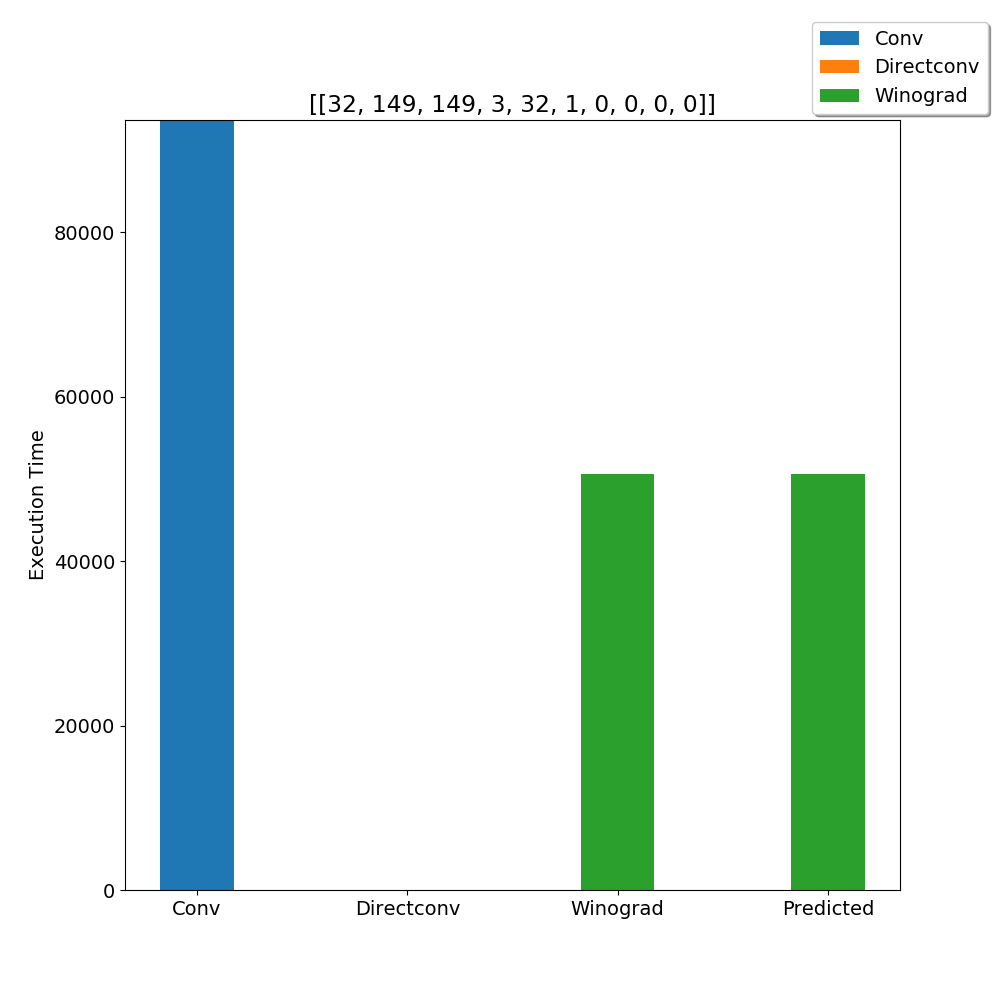 Conv
Directconv
Winograd
[[32, 149, 149, 3, 32, 1, 0, 0, 0, 0]]
80000
60000
40000
20000
0
Execution Time
Conv
Directconv
Winograd
Predicted